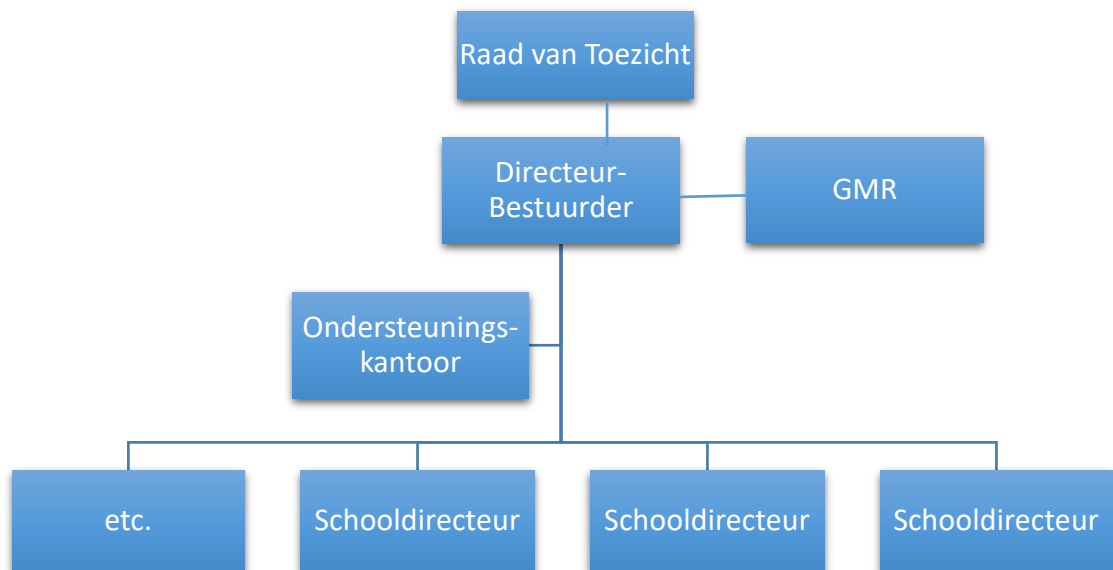 Raad van Toezicht
Directeur-
Bestuurder
GMR
Ondersteunings-
kantoor
etc.
Schooldirecteur
Schooldirecteur
Schooldirecteur